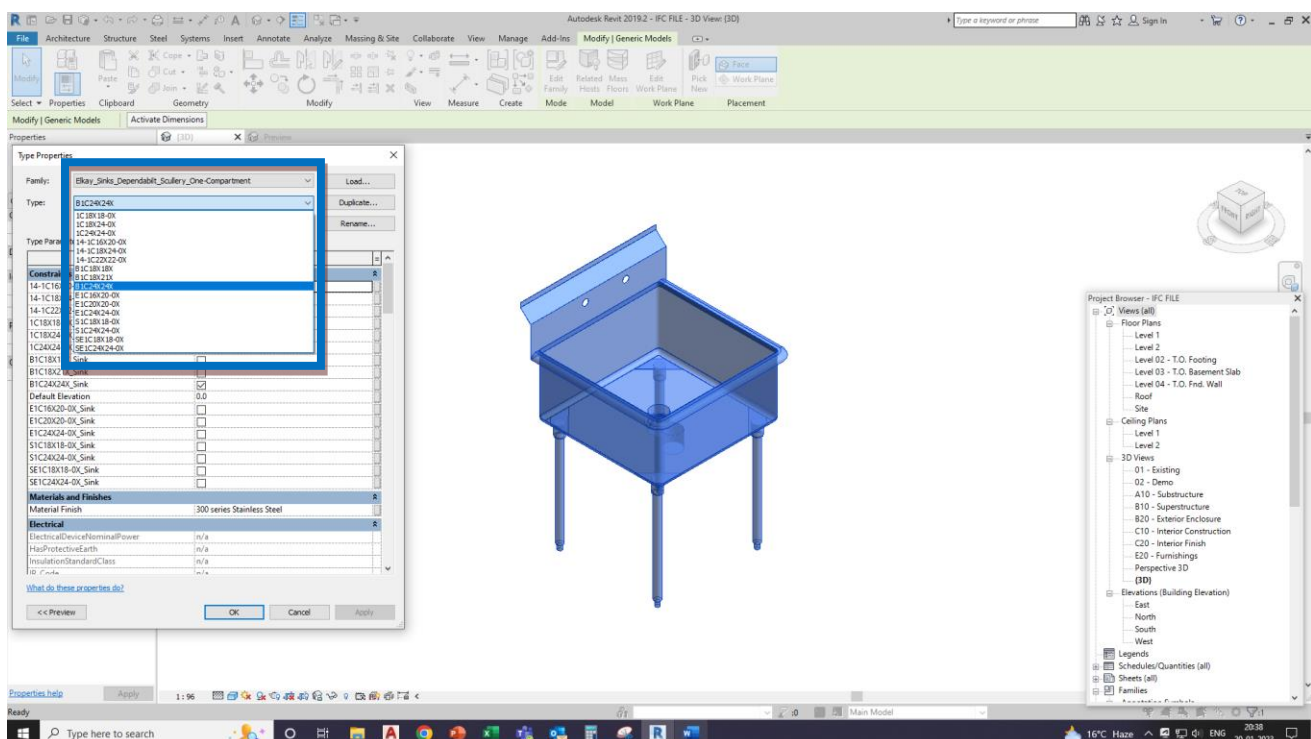 Autodesk Revit 2019.2 - IFC FILE - 3D View: {3D}
Type a keyword or phrase
Sign In
File Architecture Structure Steel Systems Insert Annotate Analyze Massing & Site Collaborate View Manage Add-Ins Modify | Generic Models
Modify
Paste
Cope
Cut
Join
Edit Family
Related Hosts
Mass Floors
Edit Work Plane
Pick New
Face
Work Plane
Select Properties Clipboard Geometry Modify View Measure Create Mode Model Work Plane Placement
Modify | Generic Models
Activate Dimensions
Properties
{3D}
Preview
Type Properties
Family: Elkay_Sinks_Dependabilt_Scullery_One-Compartment Load...
Type: B1C24X24X Duplicate...
Rename...
1C18X18-0X
1C18X24-0X
1C24X24-0X
14-1C16X20-0X
14-1C18X24-0X
14-1C22X22-0X
B1C18X18X
B1C18X21X
B1C24X24X
E1C16X20-0X
E1C20X20-0X
E1C24X24-0X
S1C18X18-0X
S1C24X24-0X
SE1C18X18-0X
SE1C24X24-0X
B1C24X24X_Sink
Default Elevation 0.0
E1C16X20-0X_Sink
E1C20X20-0X_Sink
E1C24X24-0X_Sink
S1C18X18-0X_Sink
S1C24X24-0X_Sink
SE1C18X18-0X_Sink
SE1C24X24-0X_Sink
Materials and Finishes
Material Finish 300 series Stainless Steel
Electrical
ElectricalDeviceNominalPower n/a
HasProtectiveEarth n/a
InsulationStandardClass n/a
IP_Code n/a
What do these properties do?
<< Preview OK Cancel Apply
TOP
FRONT
RIGHT
Project Browser - IFC FILE
Views (all)
Floor Plans
Level 1
Level 2
Level 02 - T.O. Footing
Level 03 - T.O. Basement Slab
Level 04 - T.O. Fnd. Wall
Roof
Site
Ceiling Plans
Level 1
Level 2
3D Views
01 - Existing
02 - Demo
A10 - Substructure
B10 - Superstructure
B20 - Exterior Enclosure
C10 - Interior Construction
C20 - Interior Finish
E20 - Furnishings
Perspective 3D
{3D}
Elevations (Building Elevation)
East
North
South
West
Legends
Schedules/Quantities (all)
Sheets (all)
Families
Properties help Apply
1 : 96
Ready
:0
Main Model
:1
Type here to search
16°C Haze
ENG
20:38
20-01-2023